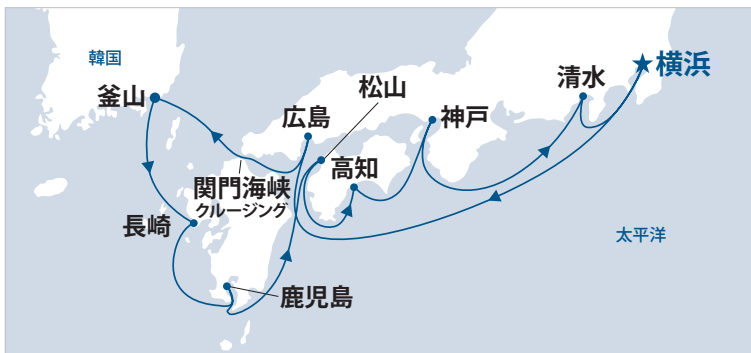 韓国
釜山
松山
広島
神戸
清水
★横浜
高知
関門海峡
クルージング
長崎
鹿児島
太平洋